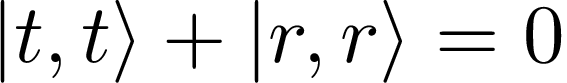 |t, t⟩ + |r, r⟩ = 0